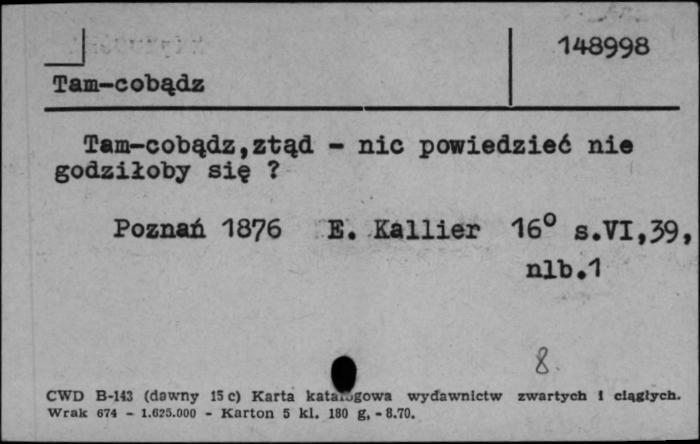 148998
Tam-cobądz
Tam-cobądz,ztąd - nic powiedzieć nie
godziłoby się ?
Poznań 1876 E. Kallier 16° s.VI,39,
nlb.1
8
CWD B-143 (dawny 15 c) Karta katalogowa wydawnictw zwartych i ciągłych.
Wrak 674 - 1.625.000 - Karton 5 kl. 180 g, - 8.70.